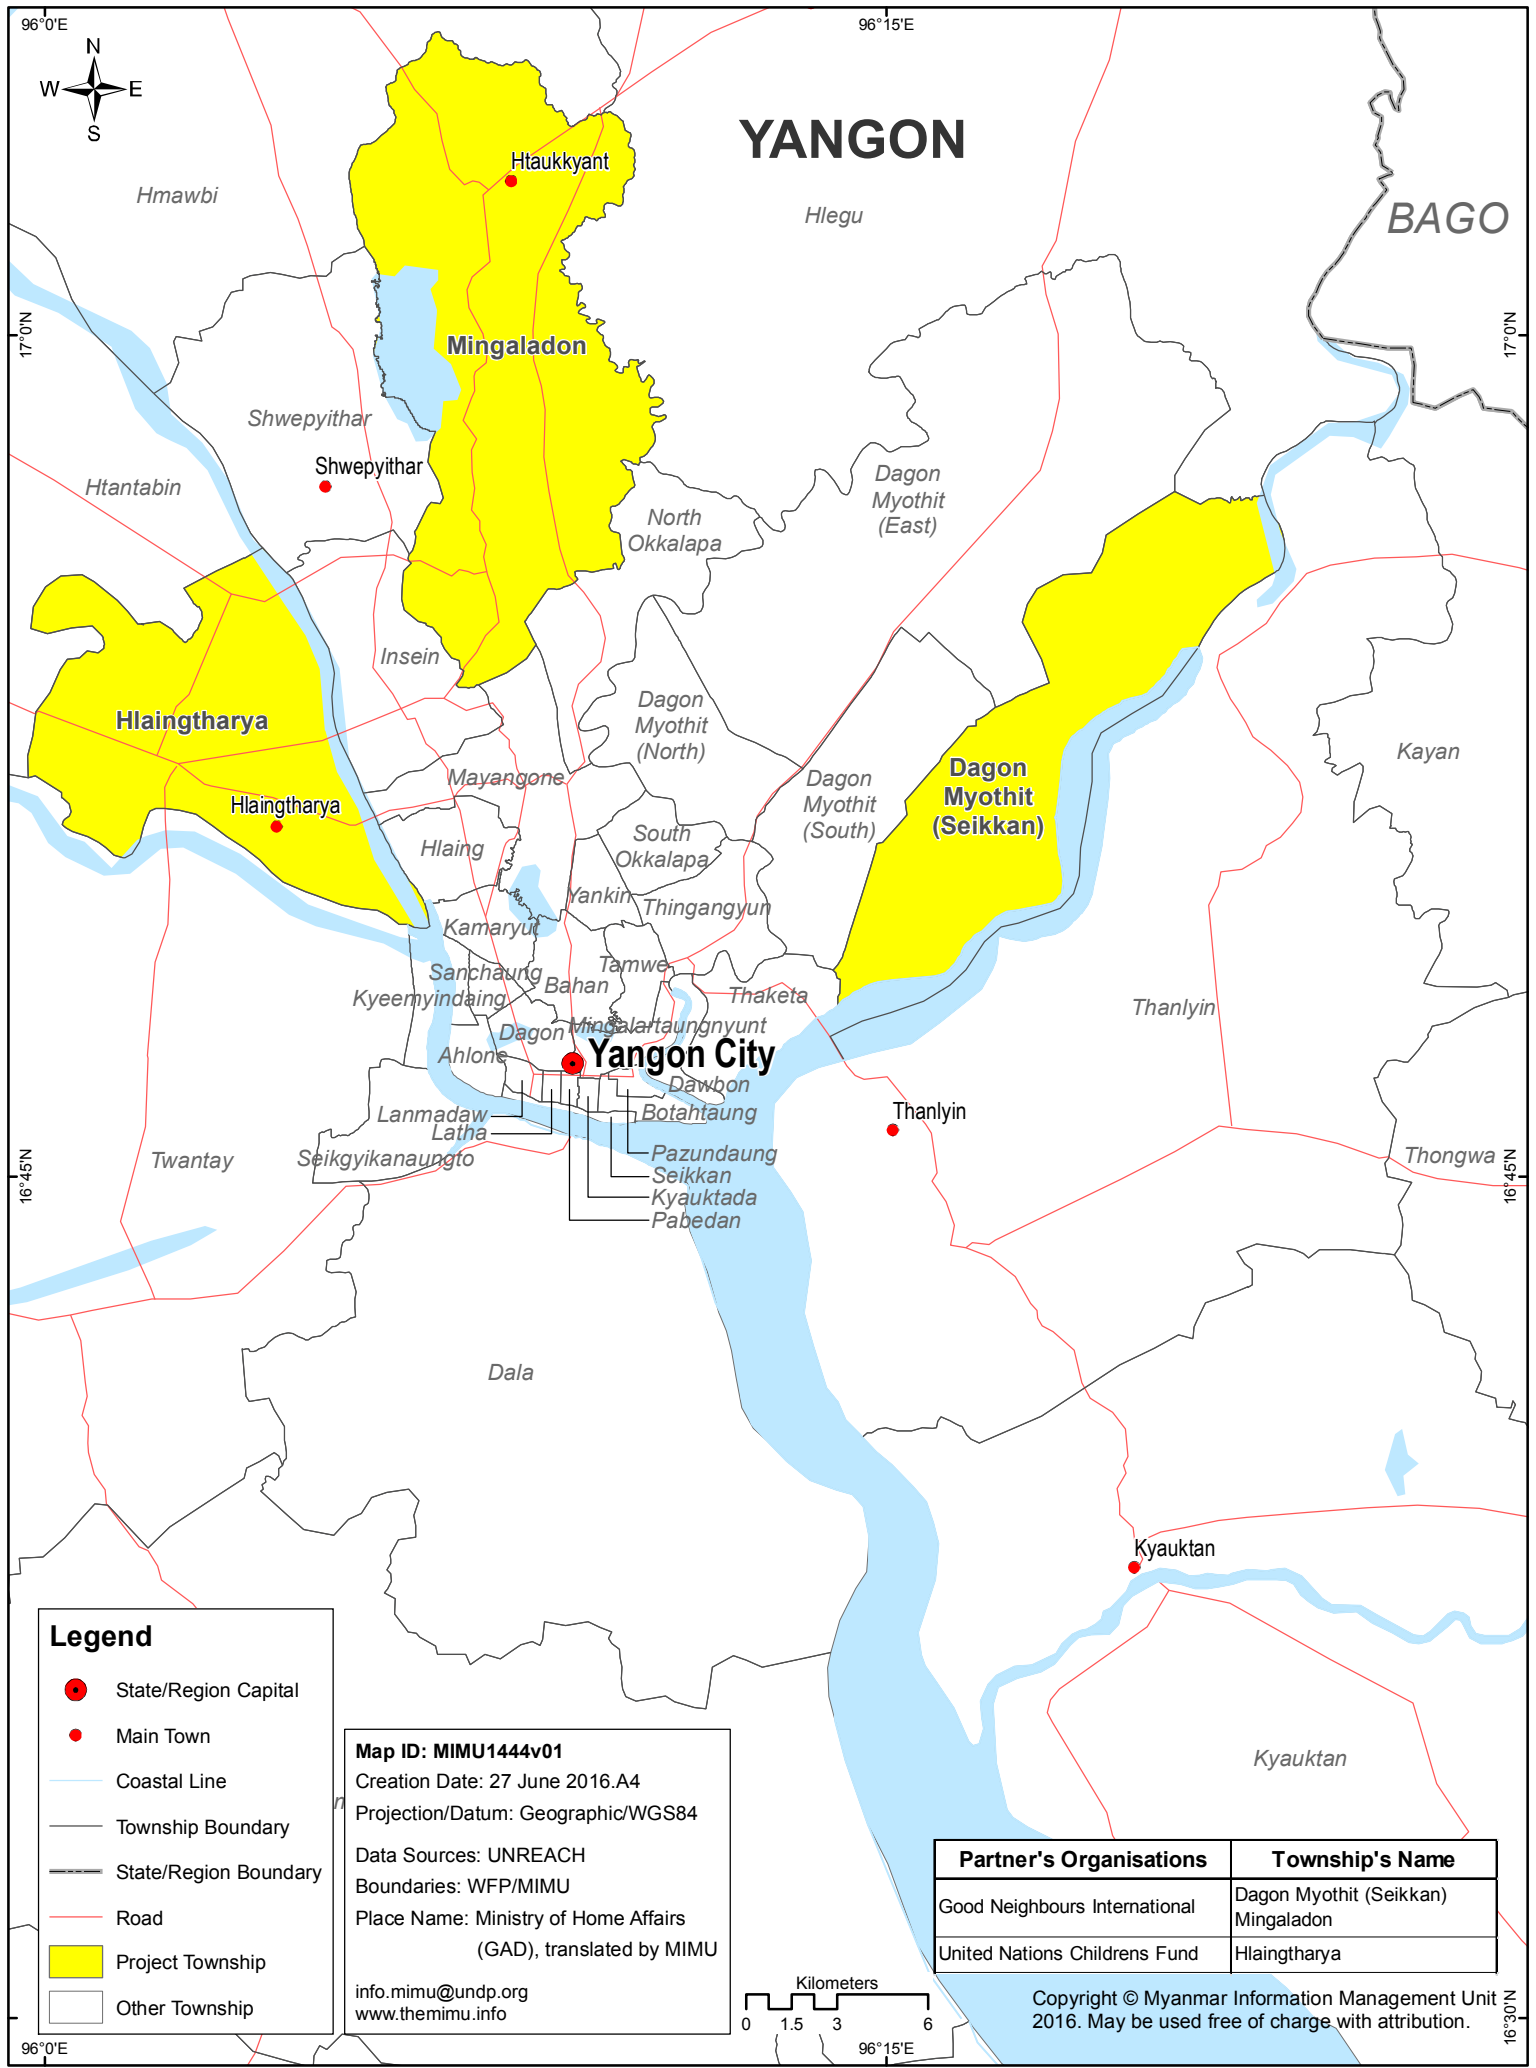 96°0'E
96°15'E
N
W
E
S
YANGON
Htaukkyant
Hmawbi
Hlegu
BAGO
17°0'N
17°0'N
Mingaladon
Shwepyithar
Shwepyithar
Htantabin
Dagon
Myothit
(East)
North
Okkalapa
Insein
Hlaingtharya
Dagon
Myothit
(North)
Kayan
Mayangone
Dagon
Myothit
(South)
Dagon
Myothit
(Seikkan)
Hlaingtharya
Hlaing
South
Okkalapa
Yankin
Thingangyun
Kamaryut
Sanchaung
Tamwe
Kyeemyindaing
Bahan
Thaketa
Thanlyin
Dagon
Mingalartaungnyunt
Ahlone
Yangon City
Dawbon
Lanmadaw
Botahtaung
Thanlyin
Latha
Pazundaung
Twantay
Seikgyikanaungto
Thongwa
Seikkan
Kyauktada
Pabedan
16°45'N
16°45'N
Dala
Kyauktan
Kyauktan
Legend
State/Region Capital
Main Town
Coastal Line
Township Boundary
State/Region Boundary
Road
Project Township
Other Township
Map ID: MIMU1444v01
Creation Date: 27 June 2016.A4
Projection/Datum: Geographic/WGS84
Data Sources: UNREACH
Boundaries: WFP/MIMU
Place Name: Ministry of Home Affairs
(GAD), translated by MIMU
info.mimu@undp.org
www.themimu.info
Partner's Organisations Township's Name
Good Neighbours International Dagon Myothit (Seikkan)
Mingaladon
United Nations Childrens Fund Hlaingtharya
Kilometers
0 1.5 3 6
Copyright © Myanmar Information Management Unit
2016. May be used free of charge with attribution.
16°30'N
96°0'E
96°15'E